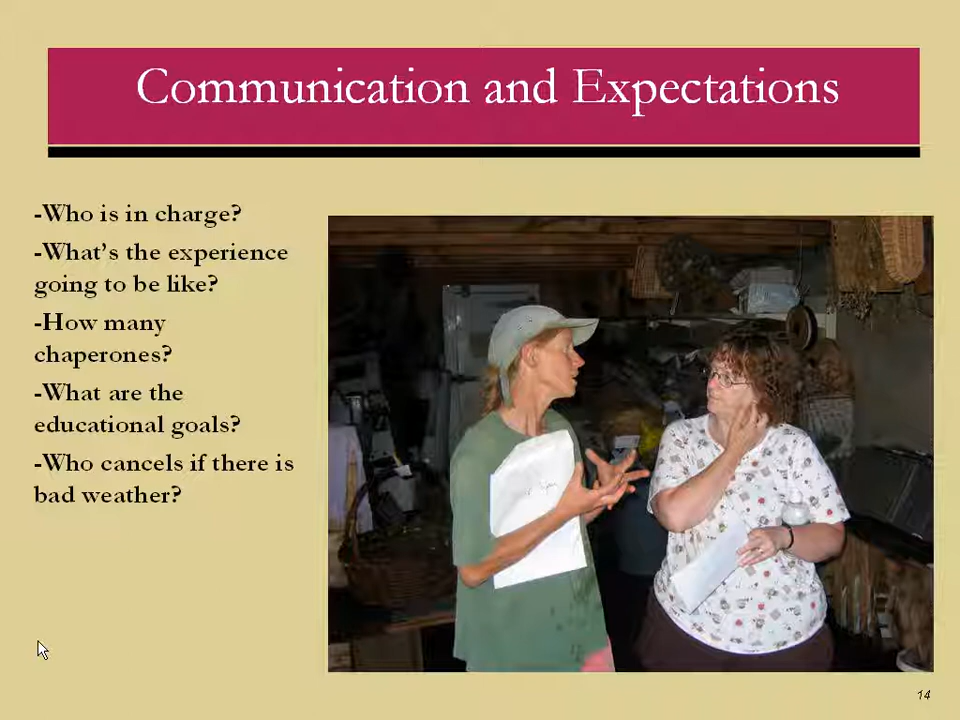 Communication and Expectations
-Who is in charge?
-What's the experience
going to be like?
-How many
chaperones?
-What are the
educational goals?
-Who cancels if there is
bad weather?
14